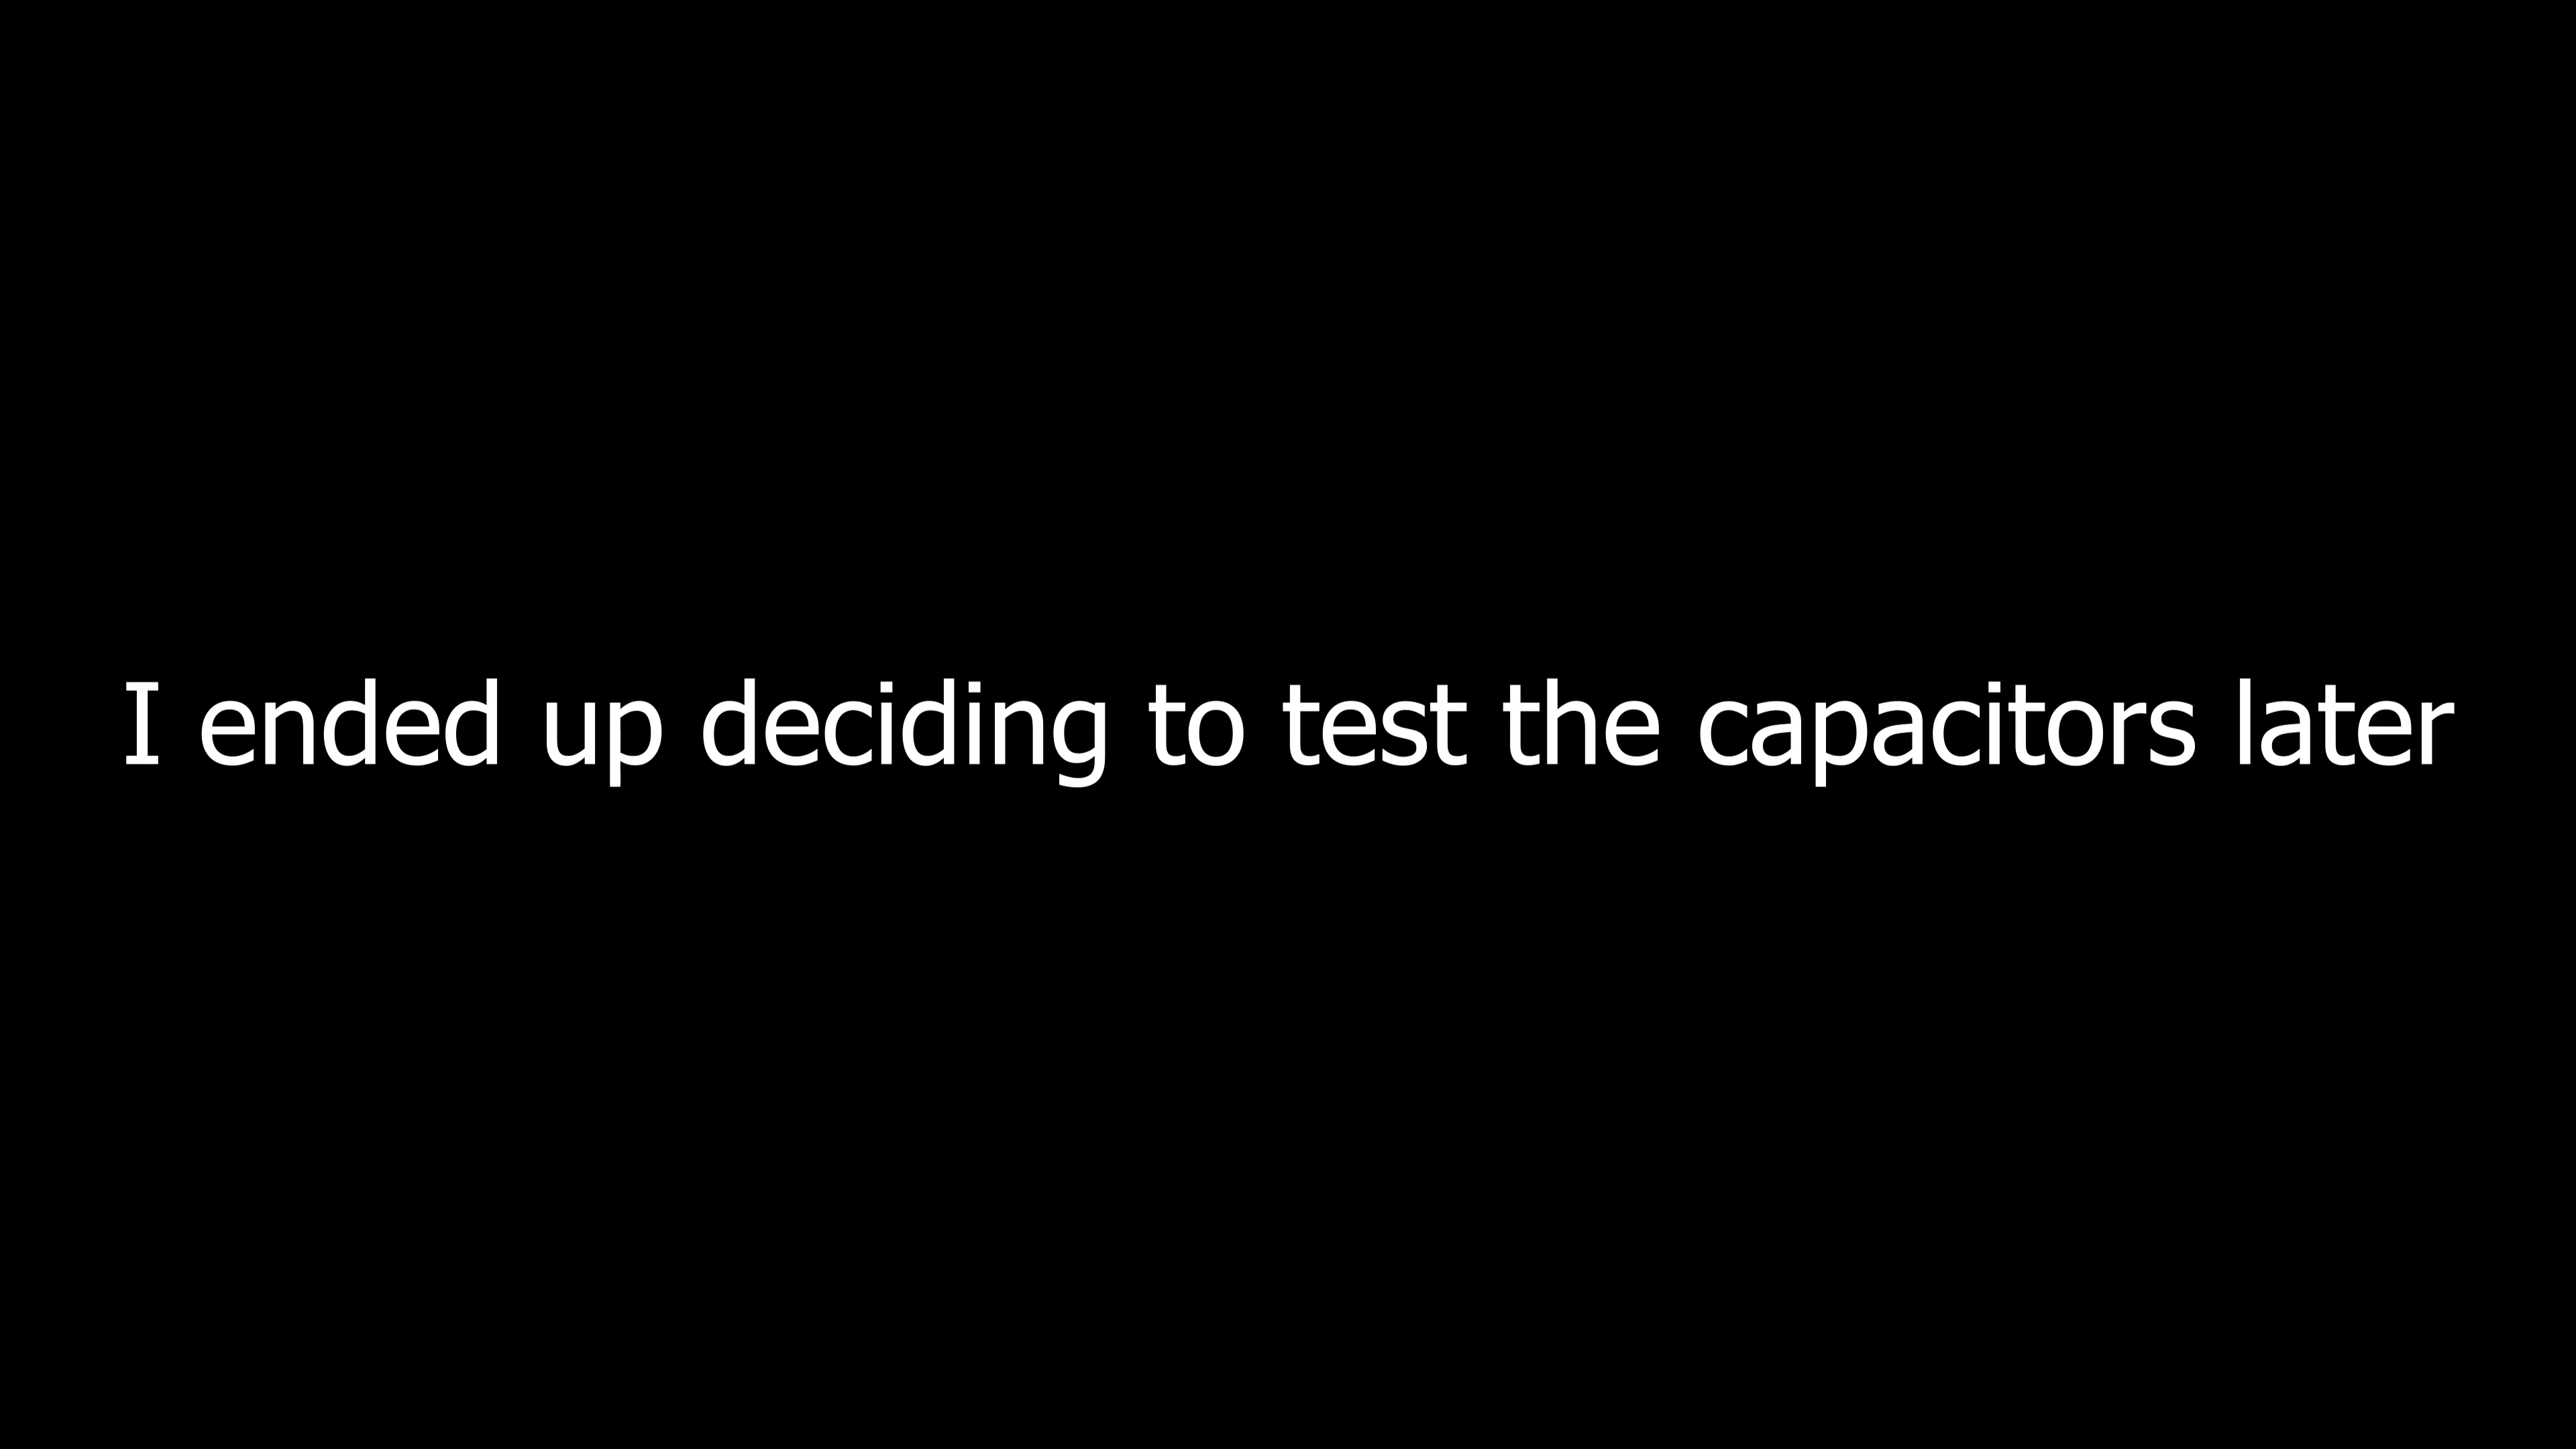 I ended up deciding to test the capacitors later